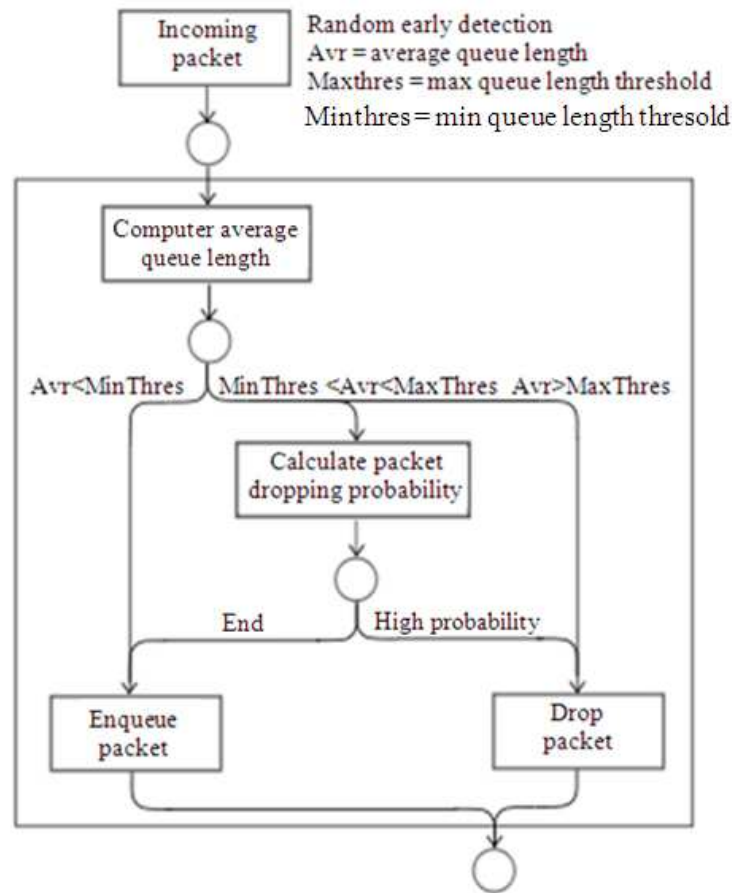 Incoming
packet
Random early detection
Avr = average queue length
Maxthres = max queue length threshold
Minthres = min queue length thresold
Computer average
queue length
Avr<MinThres
MinThres <Avr<MaxThres
Avr>MaxThres
Calculate packet
dropping probability
End
High probability
Enqueue
packet
Drop
packet